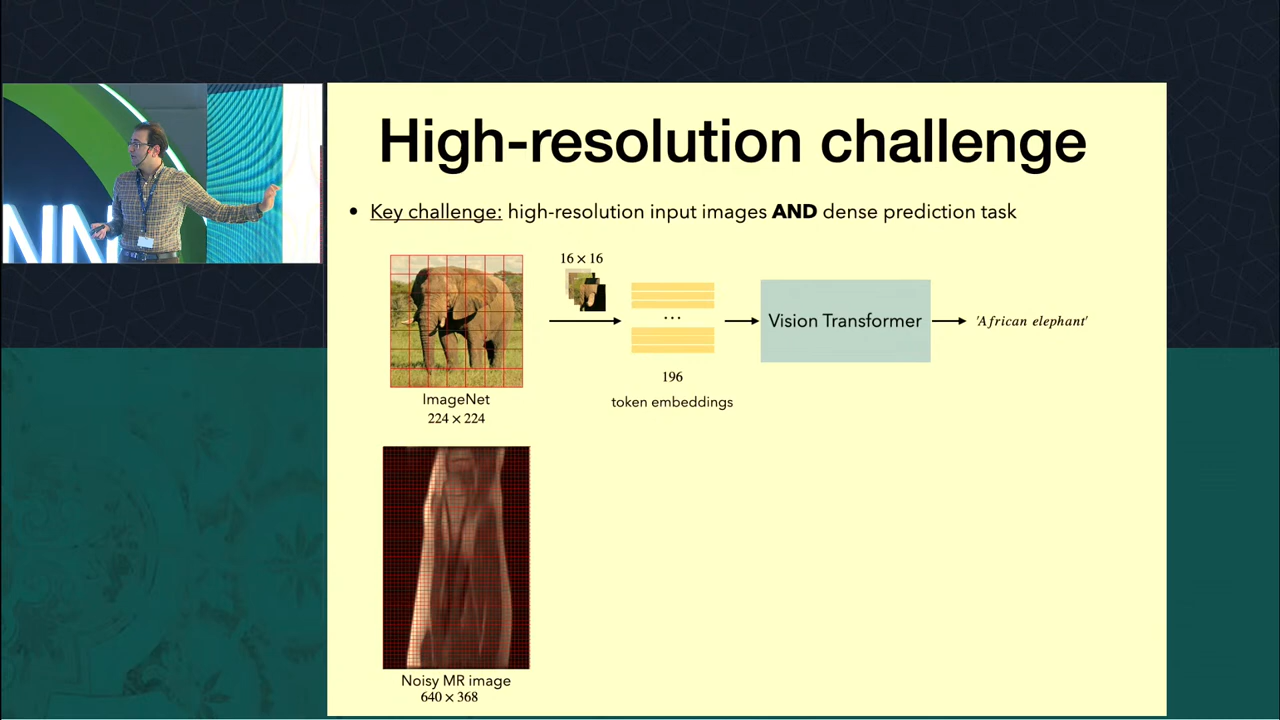 High-resolution challenge
• Key challenge: high-resolution input images AND dense prediction task
16 × 16
...
Vision Transformer
'African elephant'
196
token embeddings
ImageNet
224 × 224
Noisy MR image
640 × 368